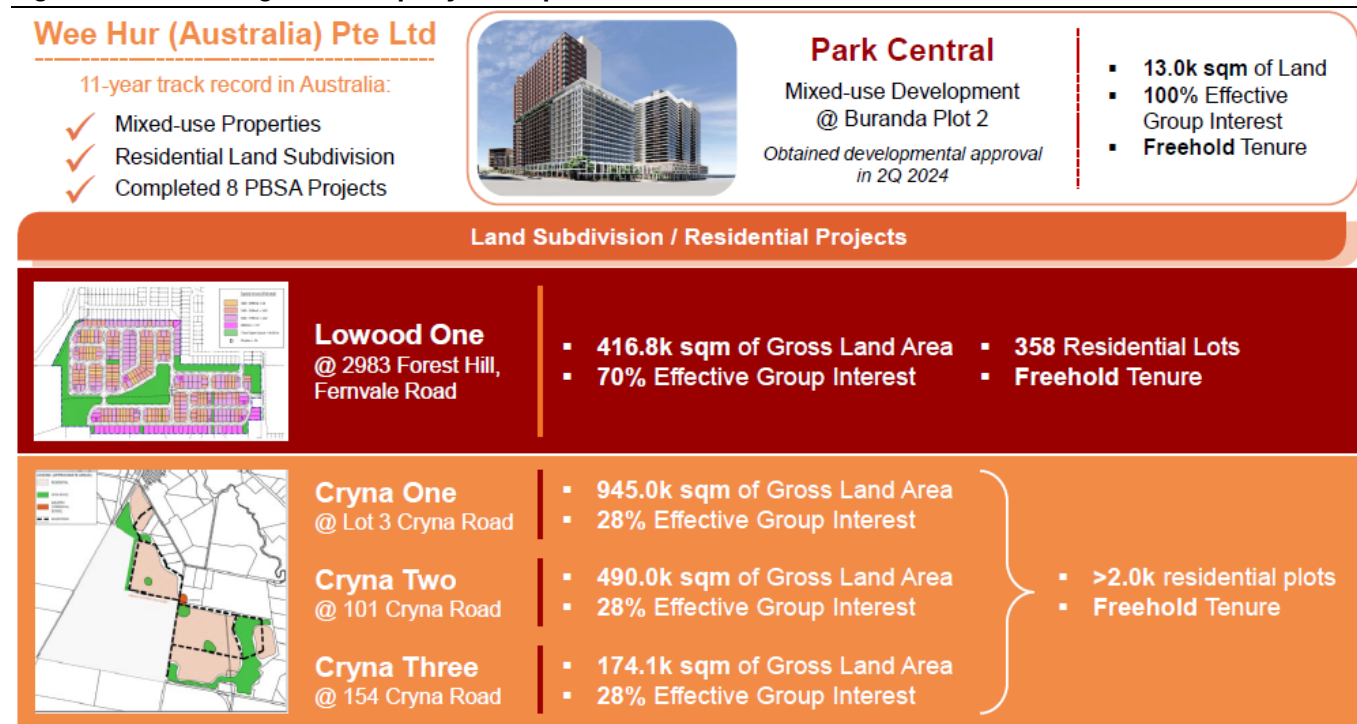 Wee Hur (Australia) Pte Ltd
11-year track record in Australia:
✓ Mixed-use Properties
✓ Residential Land Subdivision
✓ Completed 8 PBSA Projects
Park Central
Mixed-use Development
@ Buranda Plot 2
Obtained developmental approval
in 2Q 2024
▪ 13.0k sqm of Land
▪ 100% Effective
Group Interest
▪ Freehold Tenure
Land Subdivision / Residential Projects
Lowood One
@ 2983 Forest Hill,
Fernvale Road
▪ 416.8k sqm of Gross Land Area
▪ 70% Effective Group Interest
▪ 358 Residential Lots
▪ Freehold Tenure
Cryna One
@ Lot 3 Cryna Road
▪ 945.0k sqm of Gross Land Area
▪ 28% Effective Group Interest
Cryna Two
@ 101 Cryna Road
▪ 490.0k sqm of Gross Land Area
▪ 28% Effective Group Interest
Cryna Three
@ 154 Cryna Road
▪ 174.1k sqm of Gross Land Area
▪ 28% Effective Group Interest
▪ >2.0k residential plots
▪ Freehold Tenure